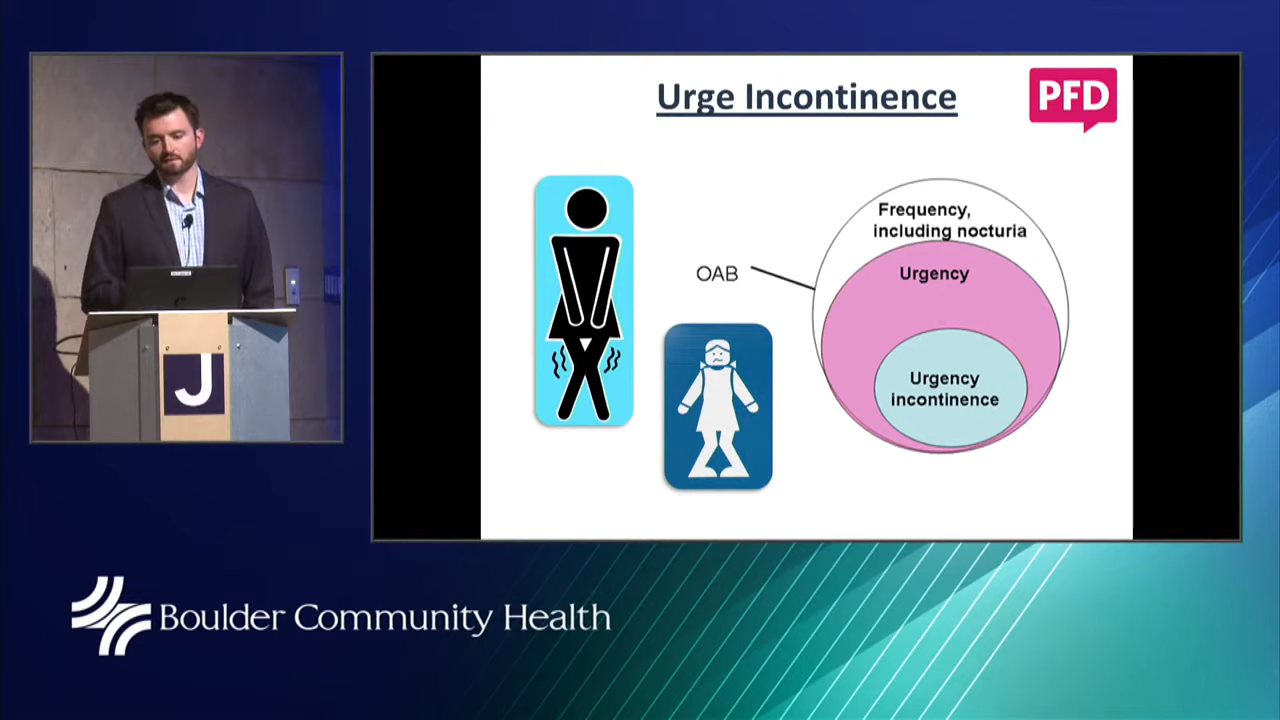 Urge Incontinence
PFD
Frequency,
including nocturia
OAB
Urgency
Urgency
incontinence
J
Boulder Community Health